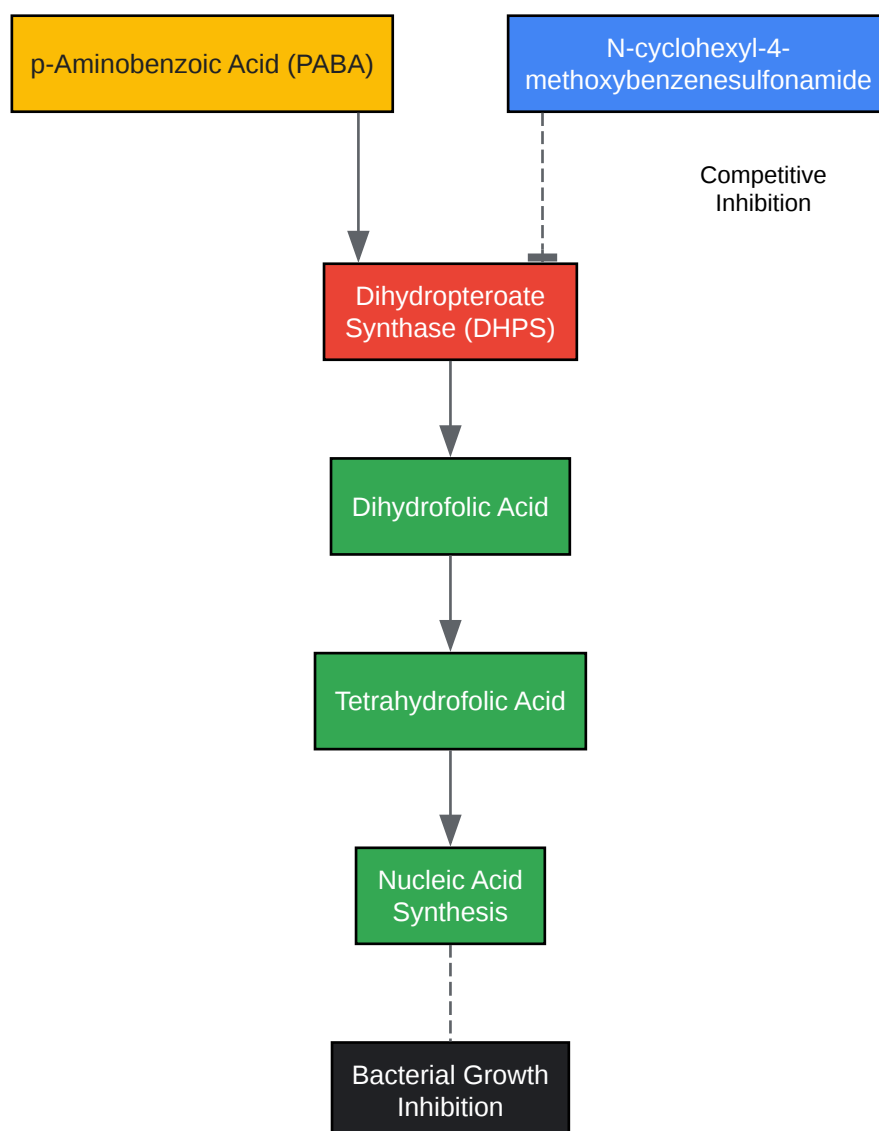 p-Aminobenzoic Acid (PABA)
N-cyclohexyl-4-
methoxybenzenesulfonamide
Competitive
Inhibition
Dihydropteroate
Synthase (DHPS)
Dihydrofolic Acid
Tetrahydrofolic Acid
Nucleic Acid
Synthesis
Bacterial Growth
Inhibition